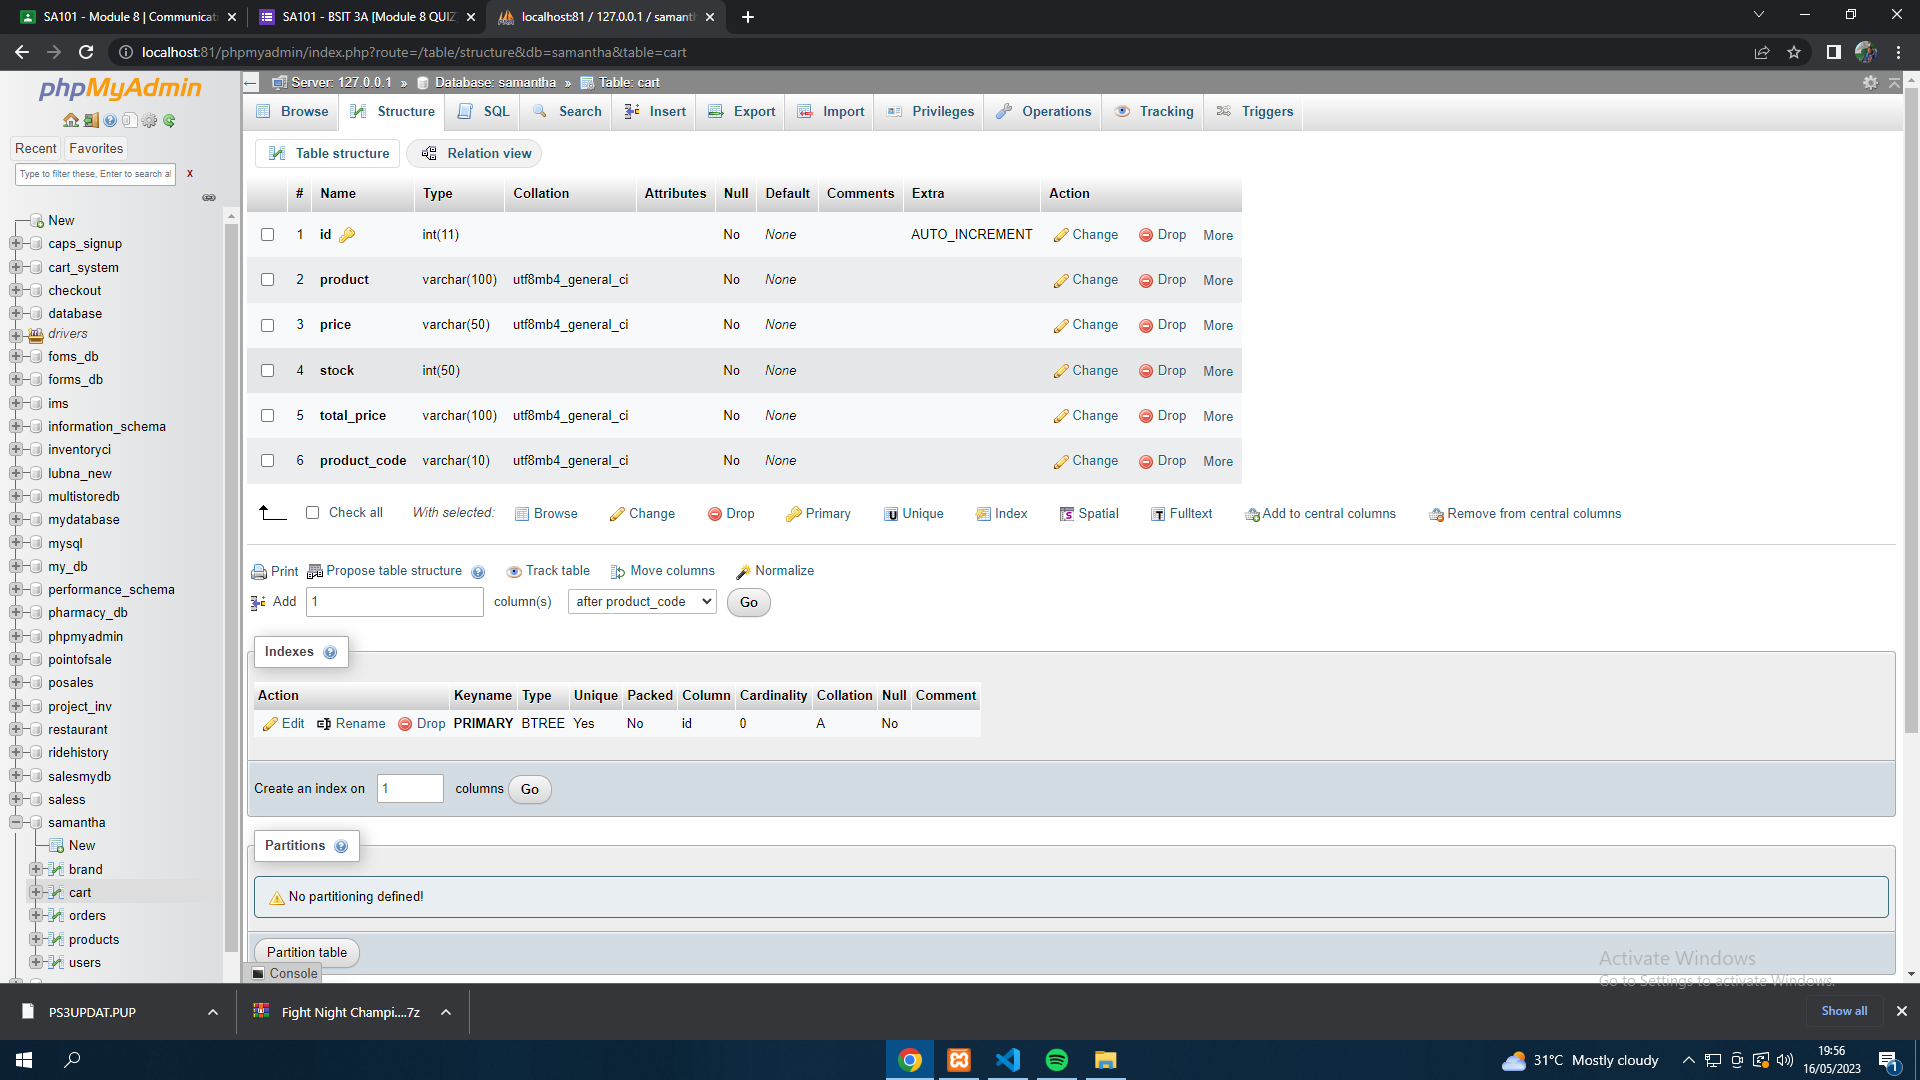 SA101 - Module 8 | Communicati
SA101 - BSIT 3A [Module 8 QUIZ
localhost:81 / 127.0.0.1 / samanth
localhost:81/phpmyadmin/index.php?route=/table/structure&db=samantha&table=cart
phpMyAdmin
Recent Favorites
Type to filter these, Enter to search al X
New
caps_signup
cart_system
checkout
database
drivers
foms_db
forms_db
ims
information_schema
inventoryci
lubna_new
multistoredb
mydatabase
mysql
my_db
performance_schema
pharmacy_db
phpmyadmin
pointofsale
posales
project_inv
restaurant
ridehistory
salesmydb
saless
samantha
New
brand
cart
orders
products
users
Server: 127.0.0.1 » Database: samantha » Table: cart
Browse Structure SQL Search Insert Export Import Privileges Operations Tracking Triggers
Table structure Relation view
# Name Type Collation Attributes Null Default Comments Extra Action
1 id int(11) No None AUTO_INCREMENT Change Drop More
2 product varchar(100) utf8mb4_general_ci No None Change Drop More
3 price varchar(50) utf8mb4_general_ci No None Change Drop More
4 stock int(50) No None Change Drop More
5 total_price varchar(100) utf8mb4_general_ci No None Change Drop More
6 product_code varchar(10) utf8mb4_general_ci No None Change Drop More
Check all With selected: Browse Change Drop Primary Unique Index Spatial Fulltext Add to central columns Remove from central columns
Print Propose table structure Track table Move columns Normalize
Add 1 column(s) after product_code Go
Indexes
Action Keyname Type Unique Packed Column Cardinality Collation Null Comment
Edit Rename Drop PRIMARY BTREE Yes No id 0 A No
Create an index on 1 columns Go
Partitions
No partitioning defined!
Partition table
Console
Activate Windows
Go to Settings to activate Windows.
PS3UPDAT.PUP
Fight Night Champi....7z
Show all
31°C Mostly cloudy
19:56
16/05/2023
1